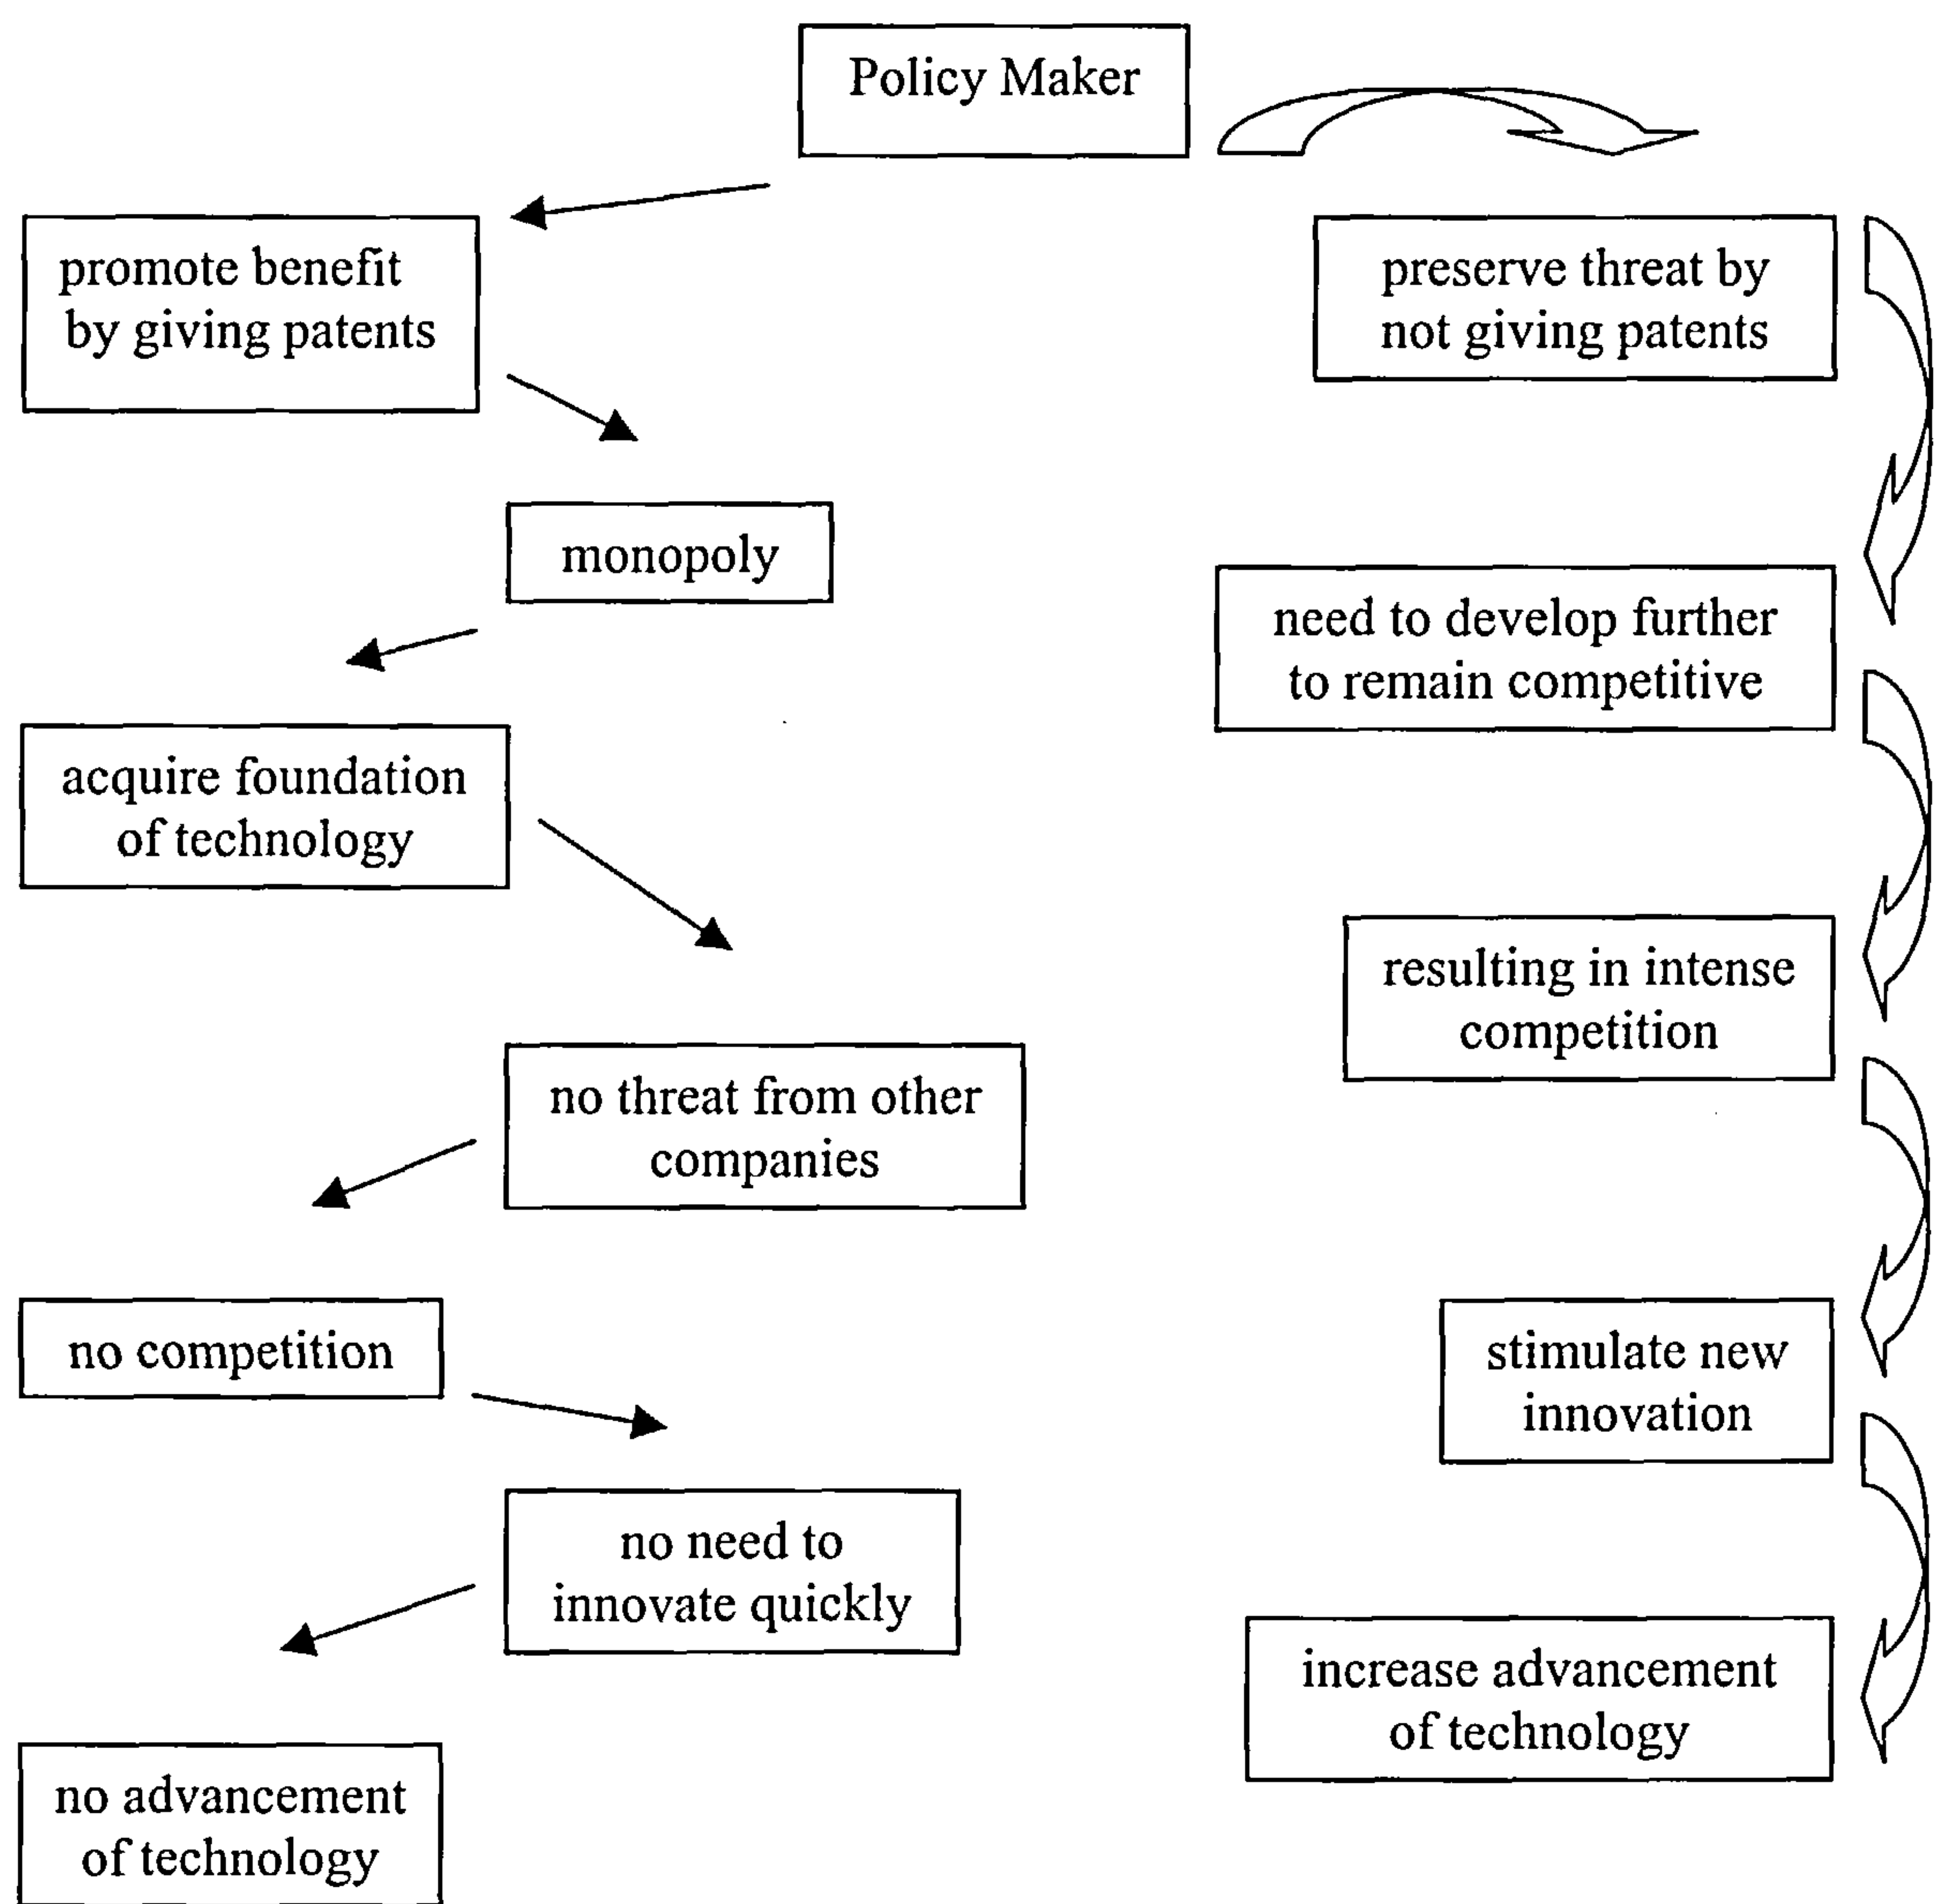 Policy Maker
promote benefit
by giving patents
monopoly
acquire foundation
of technology
no threat from other
companies
no competition
no need to
innovate quickly
no advancement
of technology
preserve threat by
not giving patents
need to develop further
to remain competitive
resulting in intense
competition
stimulate new
innovation
increase advancement
of technology